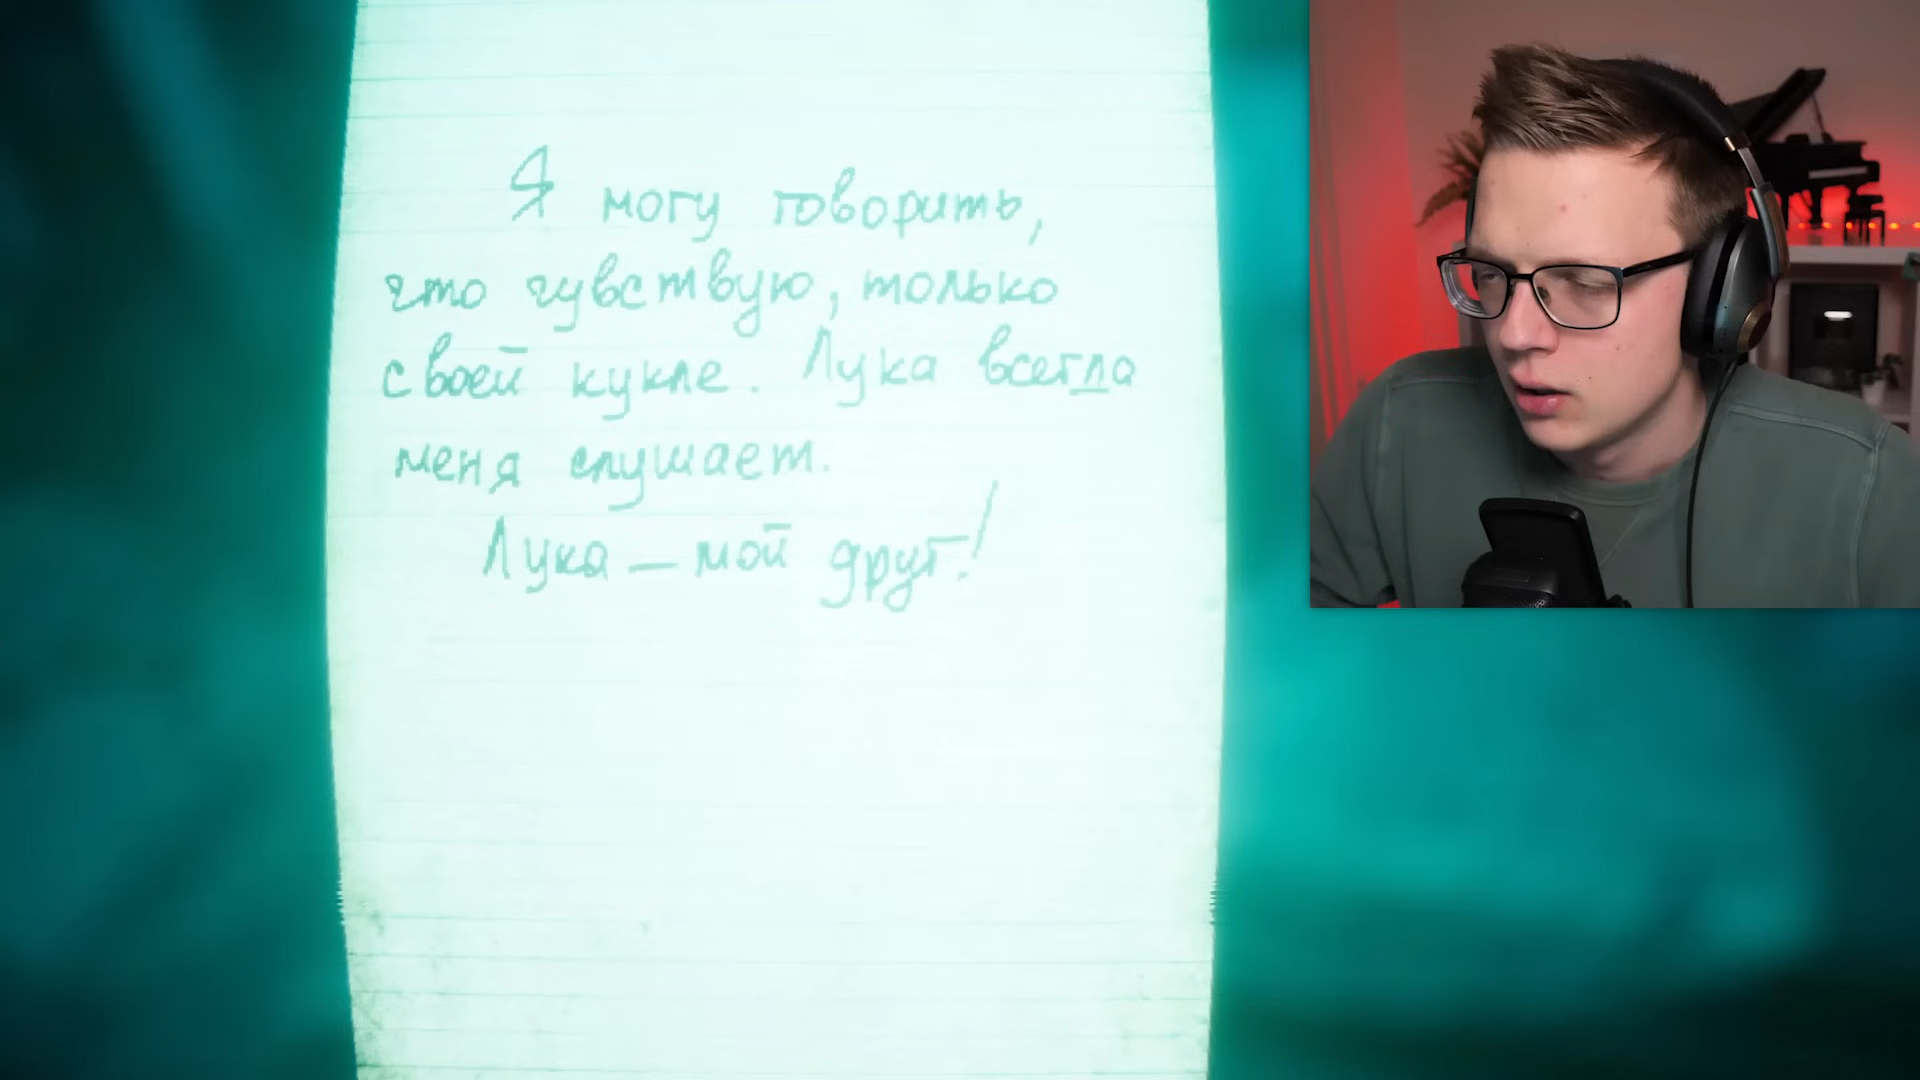 Я могу говорить,
что чувствую, только
своей кукле. Лука всегда
меня слушает.
Лука – мой друг!